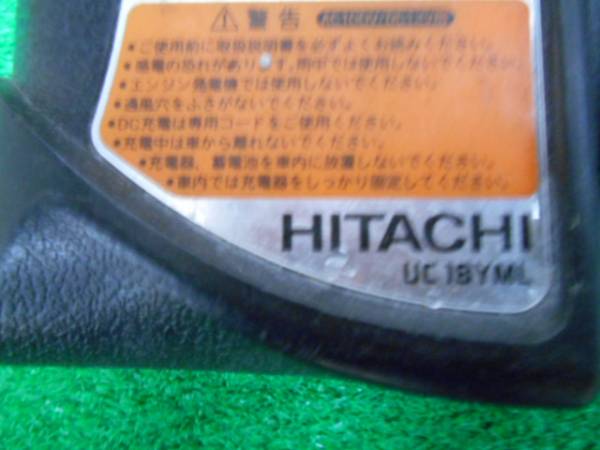 ⚠警告 AC100V/DC12V用
•ご使用前に取扱説明書を必ずよくお読みください。
•感電の恐れがあります。雨中では使用しないでください。
•エンジン発電機では使用しないでください。
•通風穴をふさがないでください。
•DC充電は専用コードをご使用ください。
•充電中は車から離れないでください。
•充電器、蓄電池を車内に放置しないでください。
•車内では充電器をしっかり固定してください。
HITACHI
UC 18YML